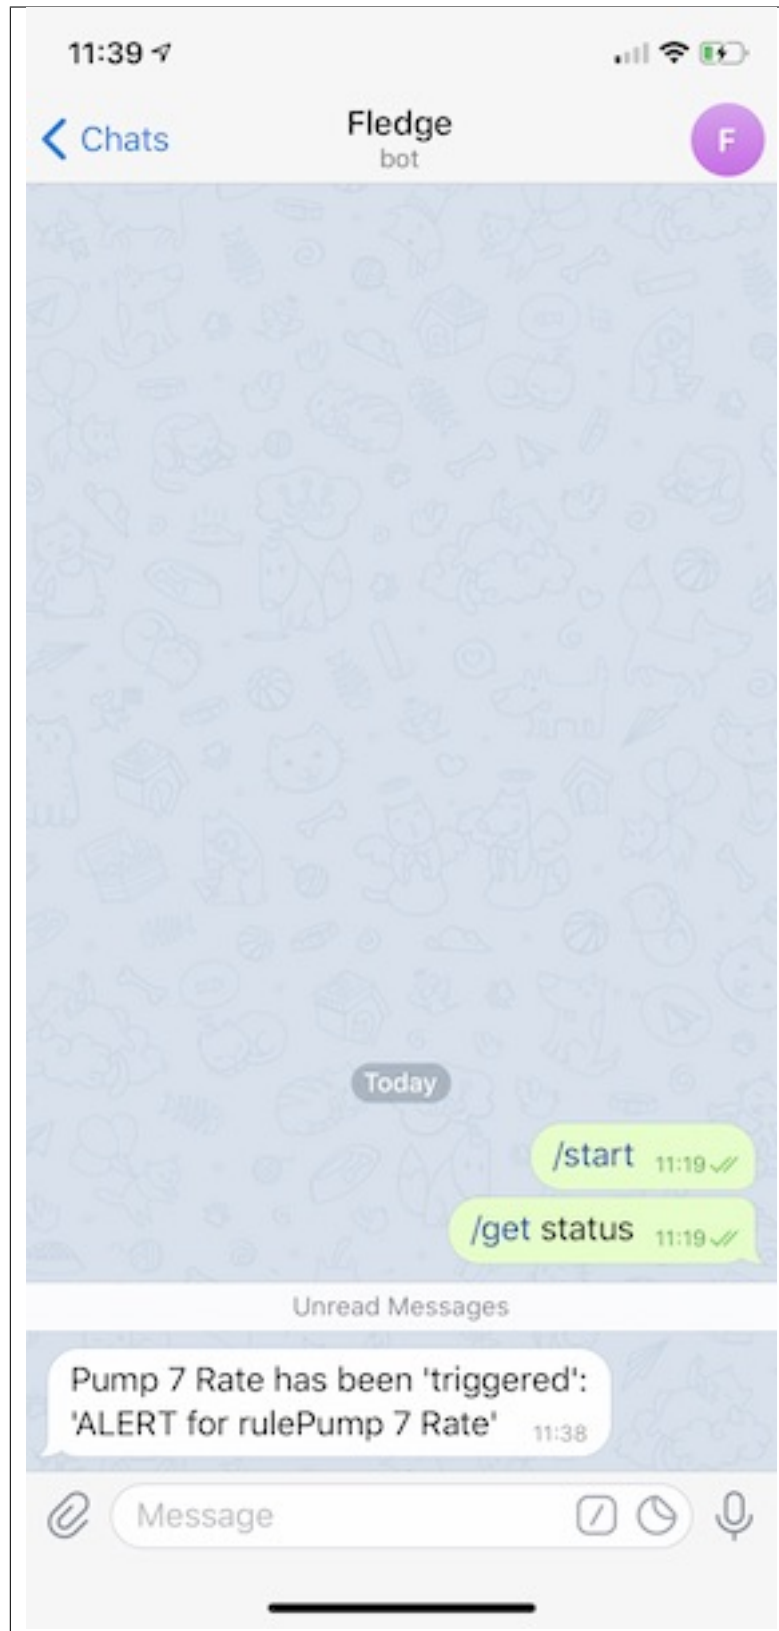 11:39
Chats
Fledge
bot
F
Today
/start 11:19
/get status 11:19
Unread Messages
Pump 7 Rate has been 'triggered':
'ALERT for rulePump 7 Rate' 11:38
Message